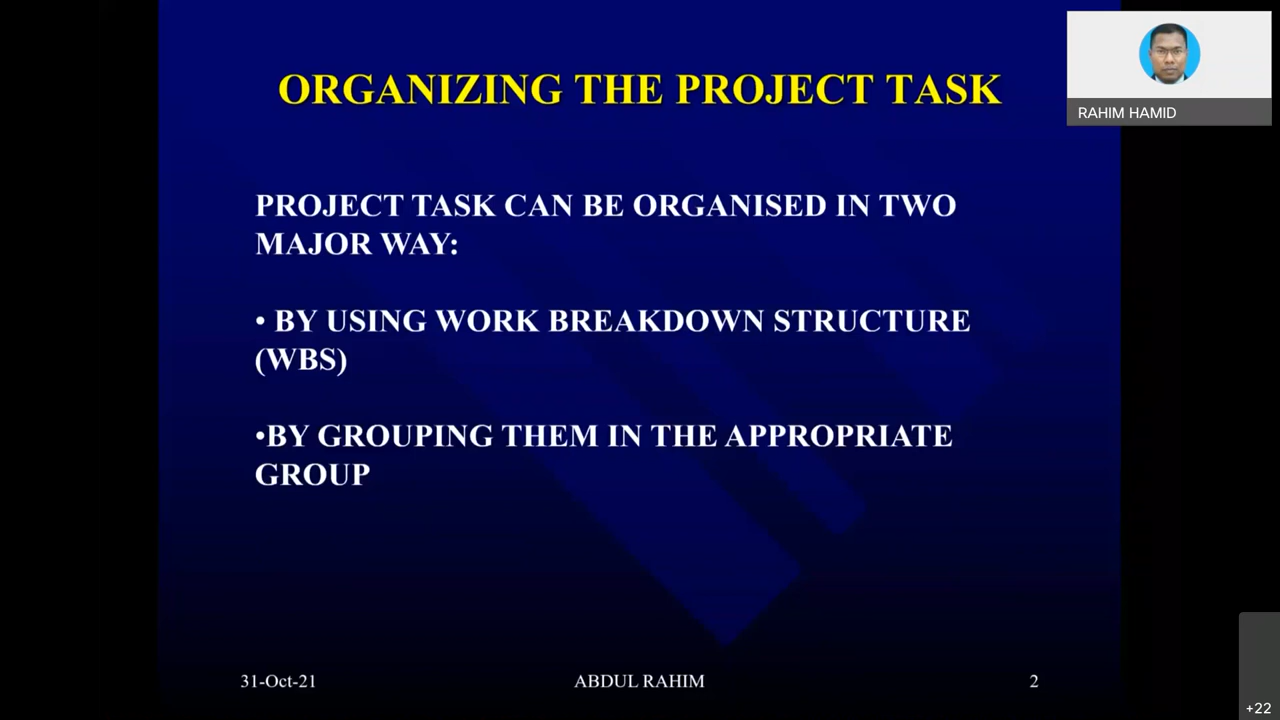 ORGANIZING THE PROJECT TASK
RAHIM HAMID
PROJECT TASK CAN BE ORGANISED IN TWO
MAJOR WAY:
• BY USING WORK BREAKDOWN STRUCTURE
(WBS)
•BY GROUPING THEM IN THE APPROPRIATE
GROUP
31-Oct-21
ABDUL RAHIM
2
+22